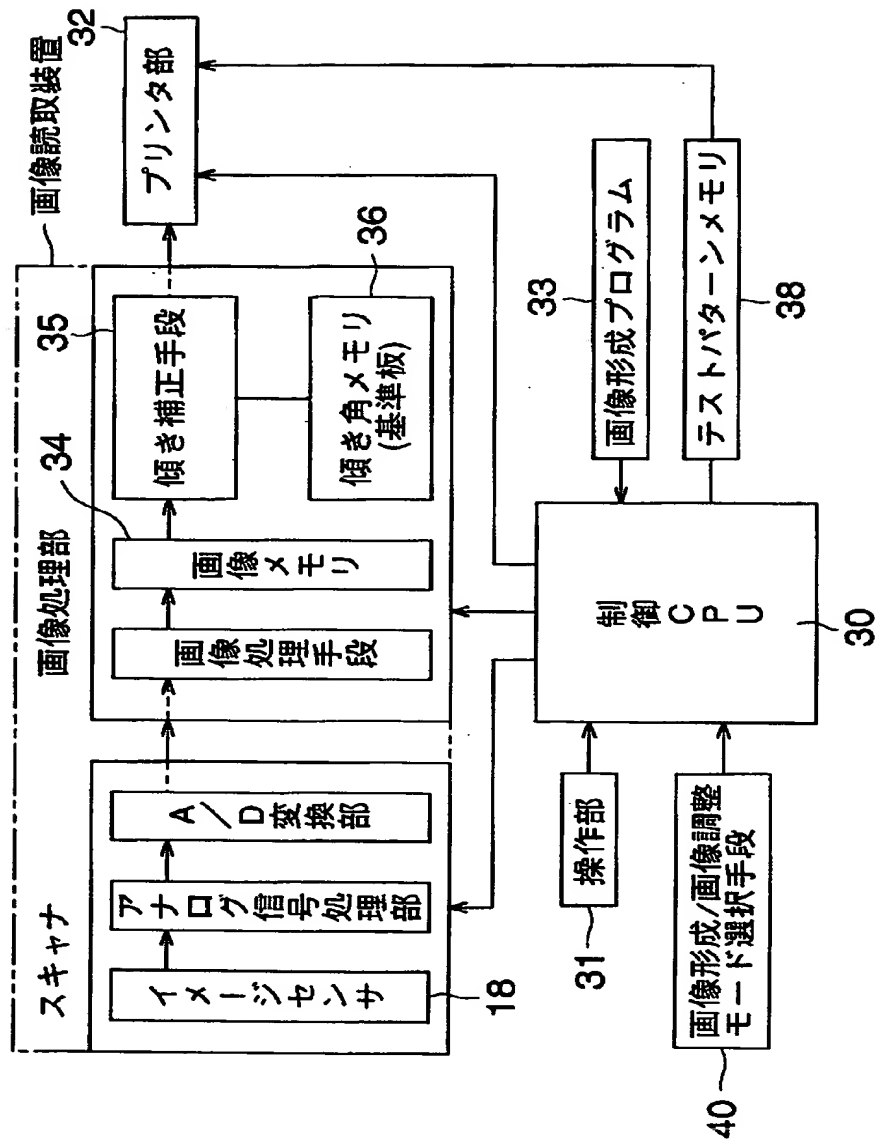 画像読取装置
スキャナ
画像処理部
イメージセンサ
18
アナログ信号処理部
A/D変換部
画像処理手段
画像メモリ
34
傾き補正手段
35
傾き角メモリ
(基準板)
36
プリンタ部
32
操作部
31
画像形成/画像調整
モード選択手段
40
制御CPU
30
画像形成プログラム
33
テストパターンメモリ
38